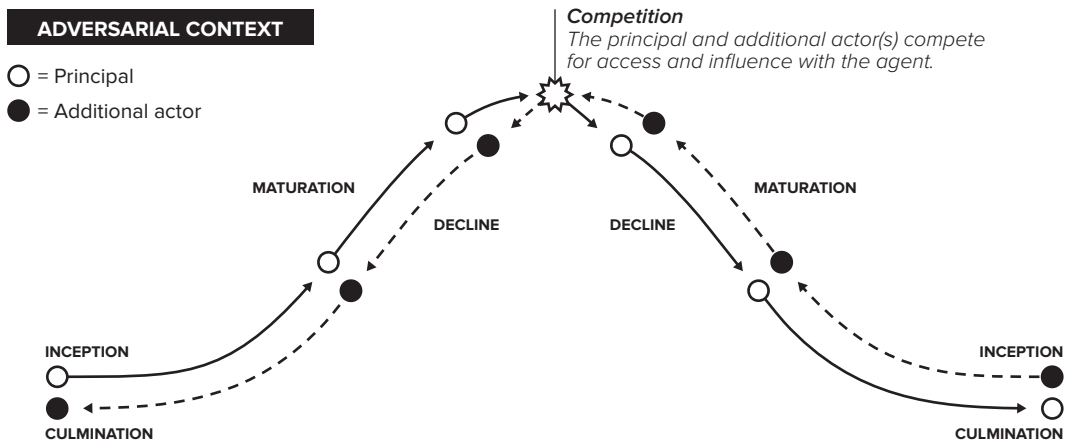 ADVERSARIAL CONTEXT
= Principal
= Additional actor
Competition
The principal and additional actor(s) compete
for access and influence with the agent.
MATURATION
MATURATION
DECLINE
DECLINE
INCEPTION
INCEPTION
CULMINATION
CULMINATION